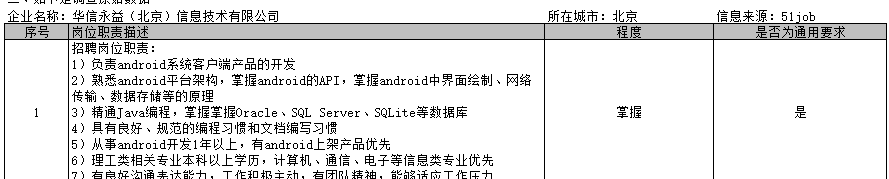 企业名称: 华信永益（北京）信息技术有限公司 所在城市: 北京 信息来源: 51job
序号 岗位职责描述 程度 是否为通用要求
招聘岗位职责:
1）负责android系统客户端产品的开发
2）熟悉android平台架构，掌握android的API，掌握android中界面绘制、网络
传输、数据存储等的原理
1 3）精通Java编程，掌握掌握Oracle、SQL Server、SQLite等数据库 掌握 是
4）具有良好、规范的编程习惯和文档编写习惯
5）从事android开发1年以上，有android上架产品优先
6）理工类相关专业本科以上学历，计算机、通信、电子等信息类专业优先
7）有良好沟通表达能力，工作积极主动，有团队精神，能够适应工作压力